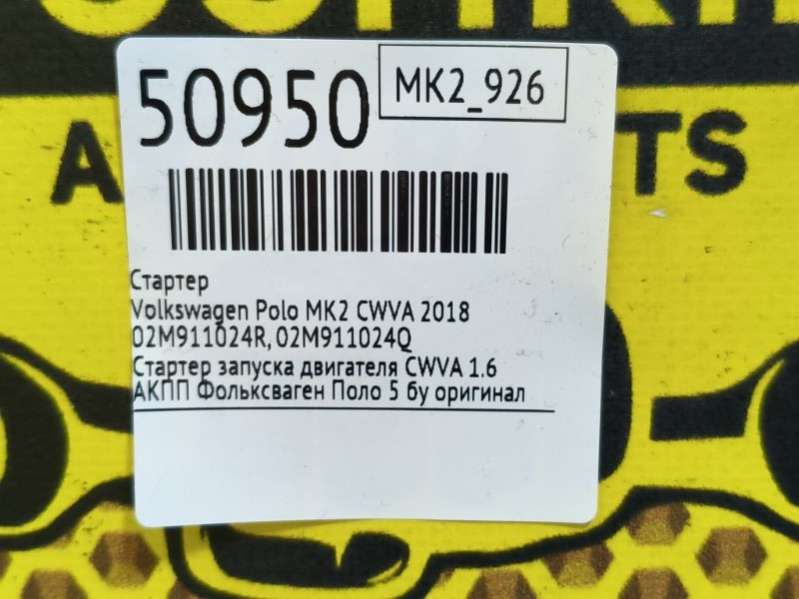 50950
MK2_926
A TS
Стартер
Volkswagen Polo MK2 CWVA 2018
02M911024R, 02M911024Q
Стартер запуска двигателя CWVA 1.6
АКПП Фольксваген Поло 5 бу оригинал